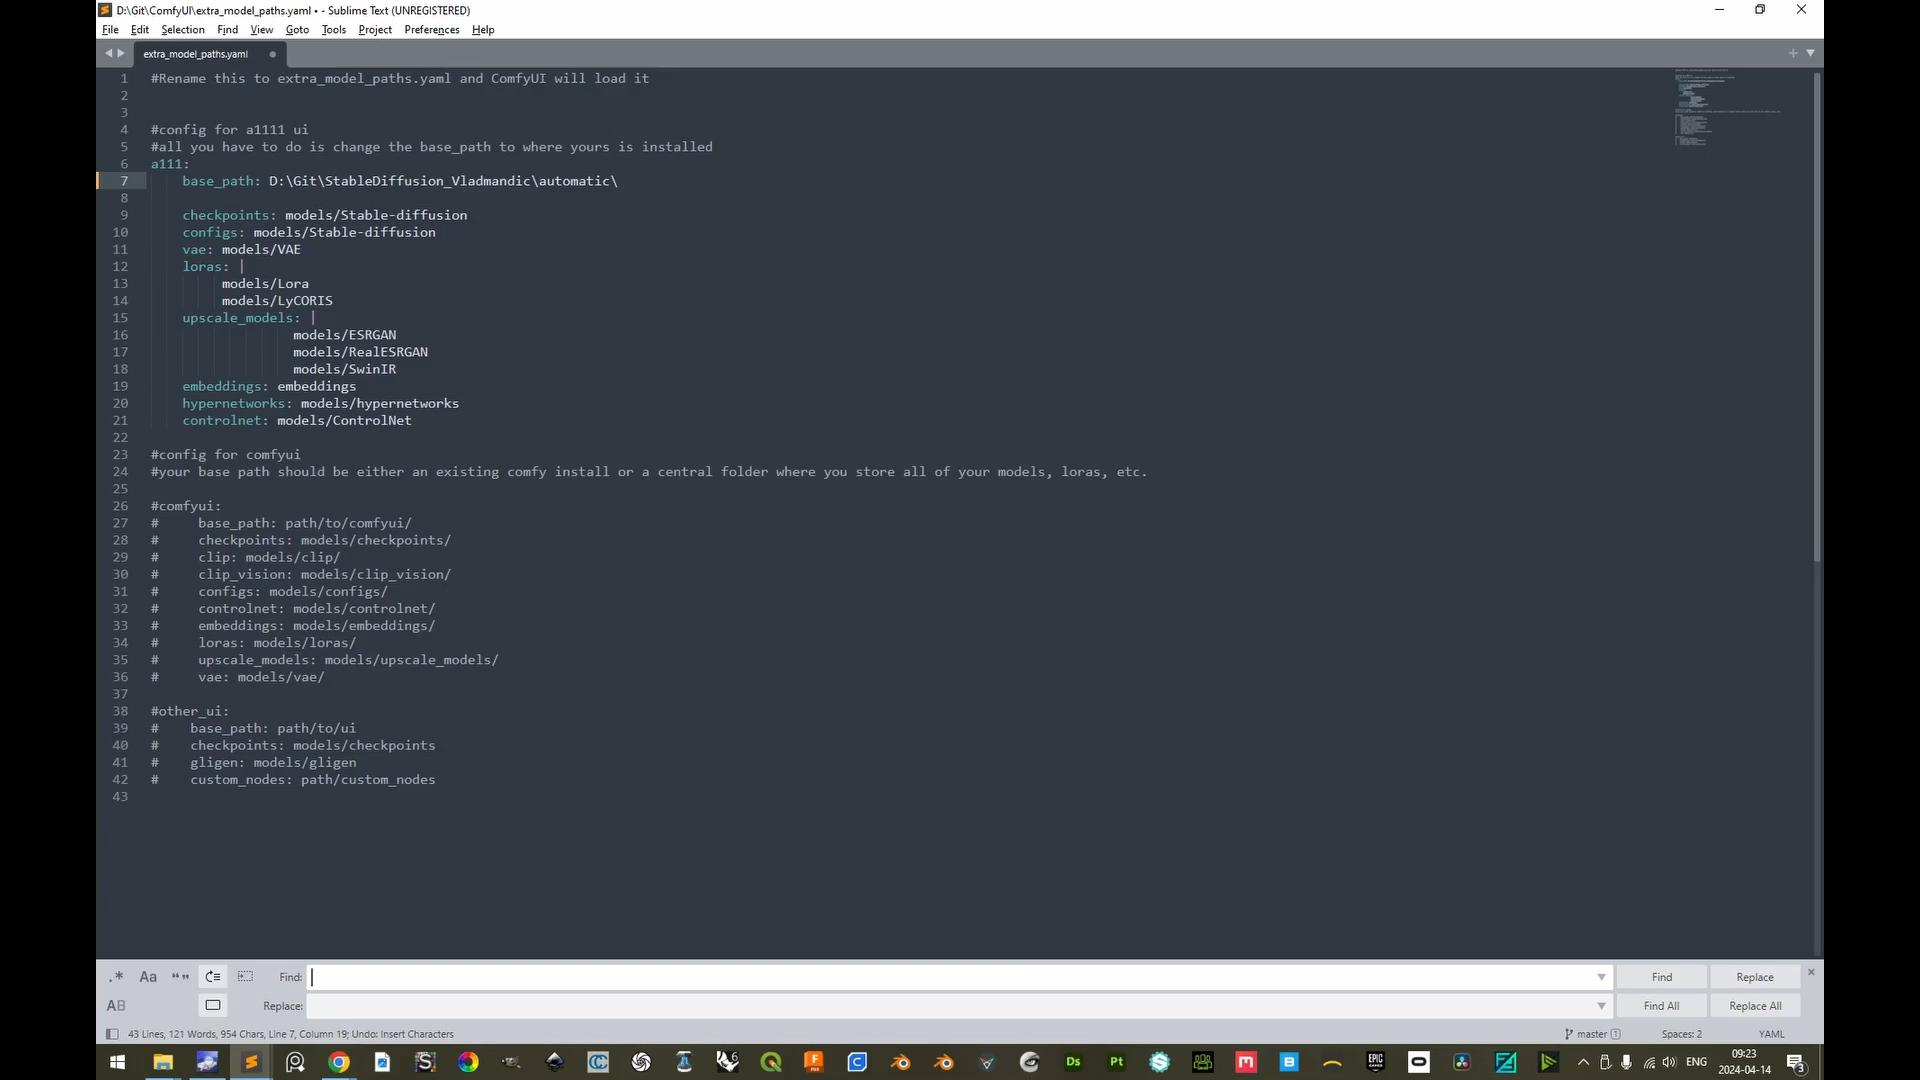 D:\Git\ComfyUI\extra_model_paths.yaml • - Sublime Text (UNREGISTERED)
File Edit Selection Find View Goto Tools Project Preferences Help
extra_model_paths.yaml
1 #Rename this to extra_model_paths.yaml and ComfyUI will load it
2
3
4 #config for a1111 ui
5 #all you have to do is change the base_path to where yours is installed
6 a111:
7 base_path: D:\Git\StableDiffusion_Vladmandic\automatic\
8
9 checkpoints: models/Stable-diffusion
10 configs: models/Stable-diffusion
11 vae: models/VAE
12 loras: |
13 models/Lora
14 models/LyCORIS
15 upscale_models: |
16 models/ESRGAN
17 models/RealESRGAN
18 models/SwinIR
19 embeddings: embeddings
20 hypernetworks: models/hypernetworks
21 controlnet: models/ControlNet
22
23 #config for comfyui
24 #your base path should be either an existing comfy install or a central folder where you store all of your models, loras, etc.
25
26 #comfyui:
27 # base_path: path/to/comfyui/
28 # checkpoints: models/checkpoints/
29 # clip: models/clip/
30 # clip_vision: models/clip_vision/
31 # configs: models/configs/
32 # controlnet: models/controlnet/
33 # embeddings: models/embeddings/
34 # loras: models/loras/
35 # upscale_models: models/upscale_models/
36 # vae: models/vae/
37
38 #other_ui:
39 # base_path: path/to/ui
40 # checkpoints: models/checkpoints
41 # gligen: models/gligen
42 # custom_nodes: path/custom_nodes
43
.* Aa “” Find: Find Replace
AB Replace: Find All Replace All
43 Lines, 121 Words, 954 Chars, Line 7, Column 19; Undo: Insert Characters master 1 Spaces: 2 YAML
Ds Pt EPIC GAMES ENG 09:23
2024-04-14 3